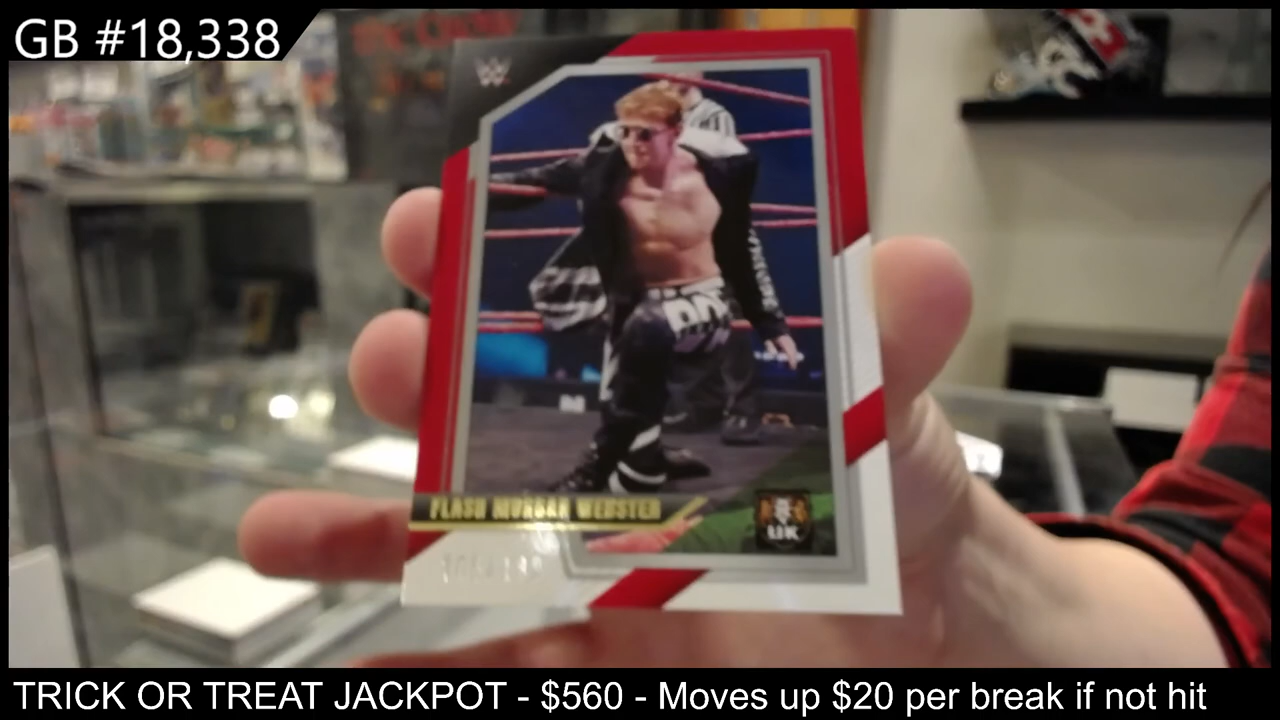 GB #18,338
FLASH MORGAN WEBSTER
UK
TRICK OR TREAT JACKPOT - $560 - Moves up $20 per break if not hit